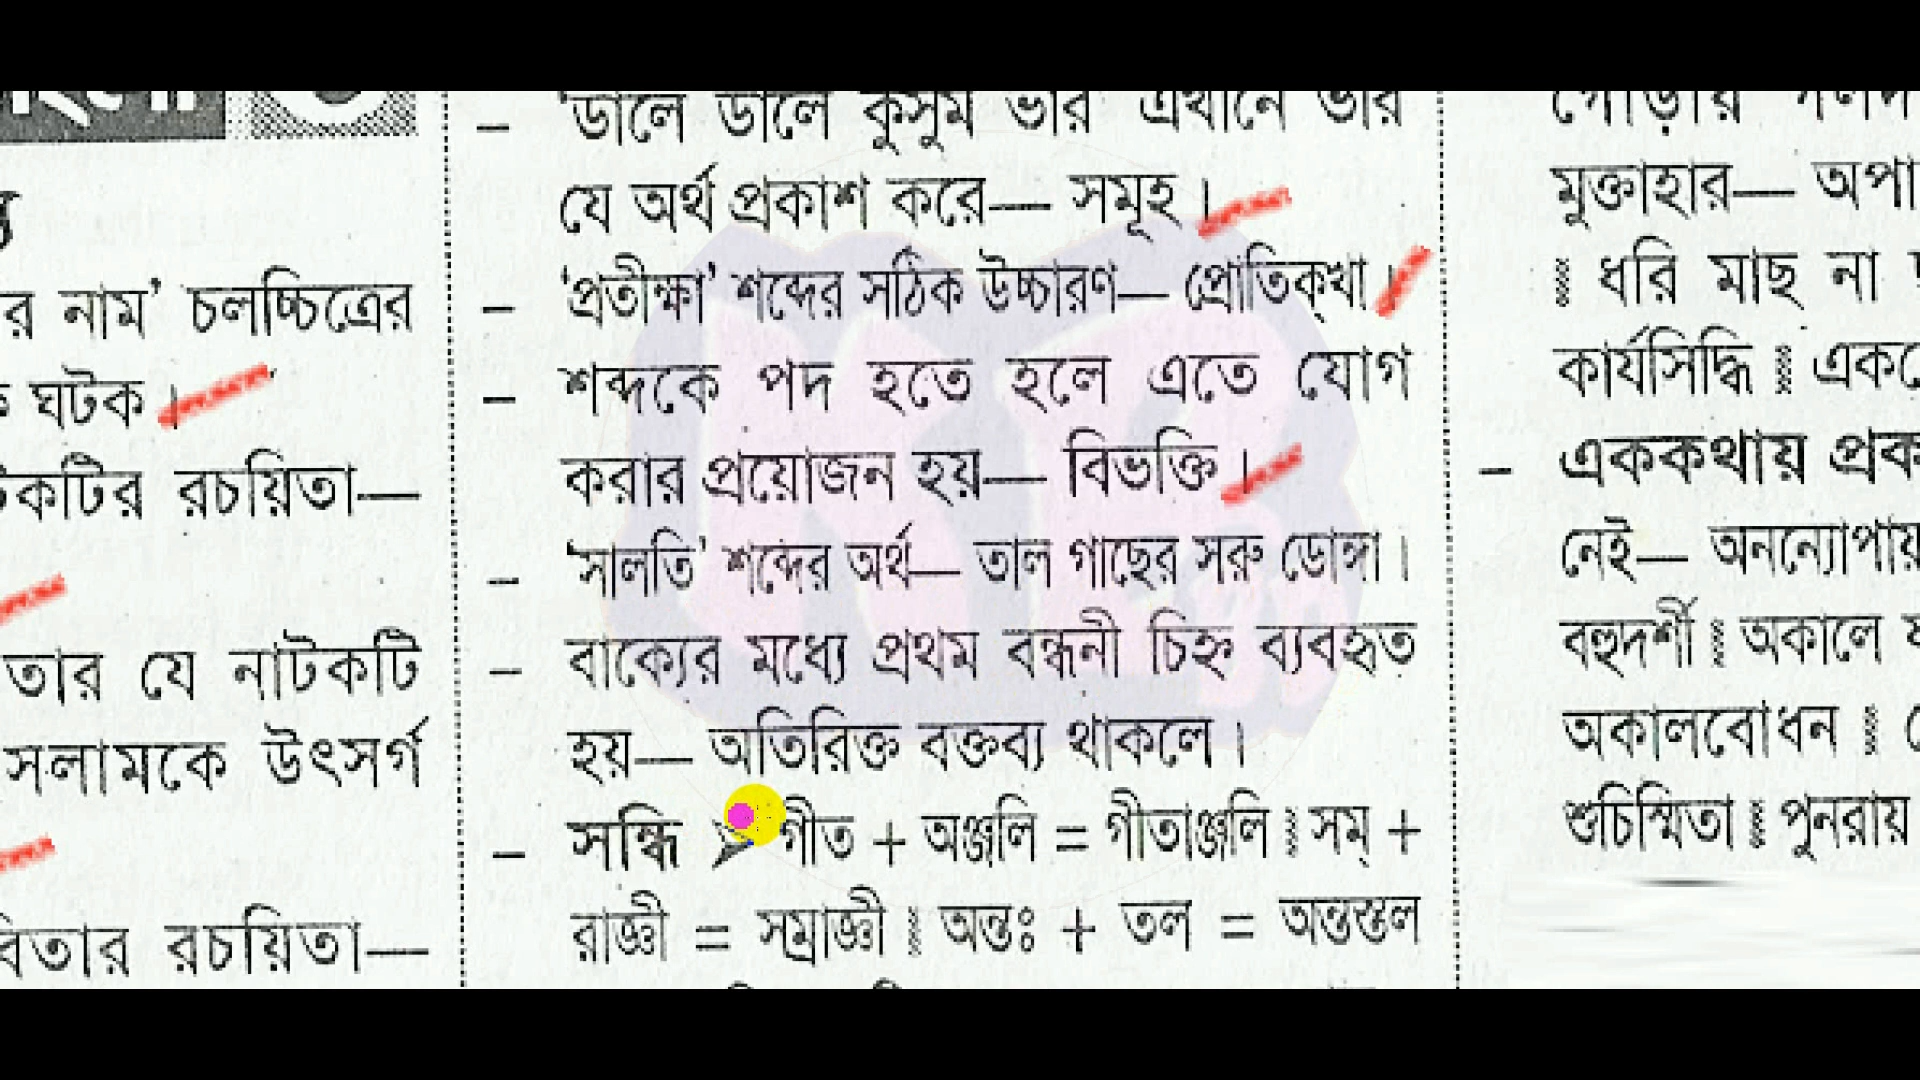 র নাম’ চলচ্চিত্রের
ঘটক।
টকটির রচয়িতা—
তার যে নাটকটি
সলামকে উৎসর্গ
বিতার রচয়িতা—
– ‘ডালে ডালে কুসুম ভার এখানে ভার
যে অর্থ প্রকাশ করে— সমূহ।
– ‘প্রতীক্ষা’ শব্দের সঠিক উচ্চারণ— প্রোতিক্‌খা।
– শব্দকে পদ হতে হলে এতে যোগ
করার প্রয়োজন হয়— বিভক্তি।
– ‘সালতি’ শব্দের অর্থ— তাল গাছের সরু ডোঙ্গা।
– বাক্যের মধ্যে প্রথম বন্ধনী চিহ্ন ব্যবহৃত
হয়— অতিরিক্ত বক্তব্য থাকলে।
– সন্ধি ➤ গীত + অঞ্জলি = গীতাঞ্জলি ⁞ সম্ +
রাজ্ঞী = সম্রাজ্ঞী ⁞ অন্তঃ + তল = অন্তস্তল
গোড়ার
মুক্তাহার— অপা
⁞ ধরি মাছ না
কার্যসিদ্ধি ⁞ একচে
– এককথায় প্রক
নেই— অনন্যোপায়
বহুদর্শী ⁞ অকালে
অকালবোধন ⁞
শুচিস্মিতা ⁞ পুনরায়